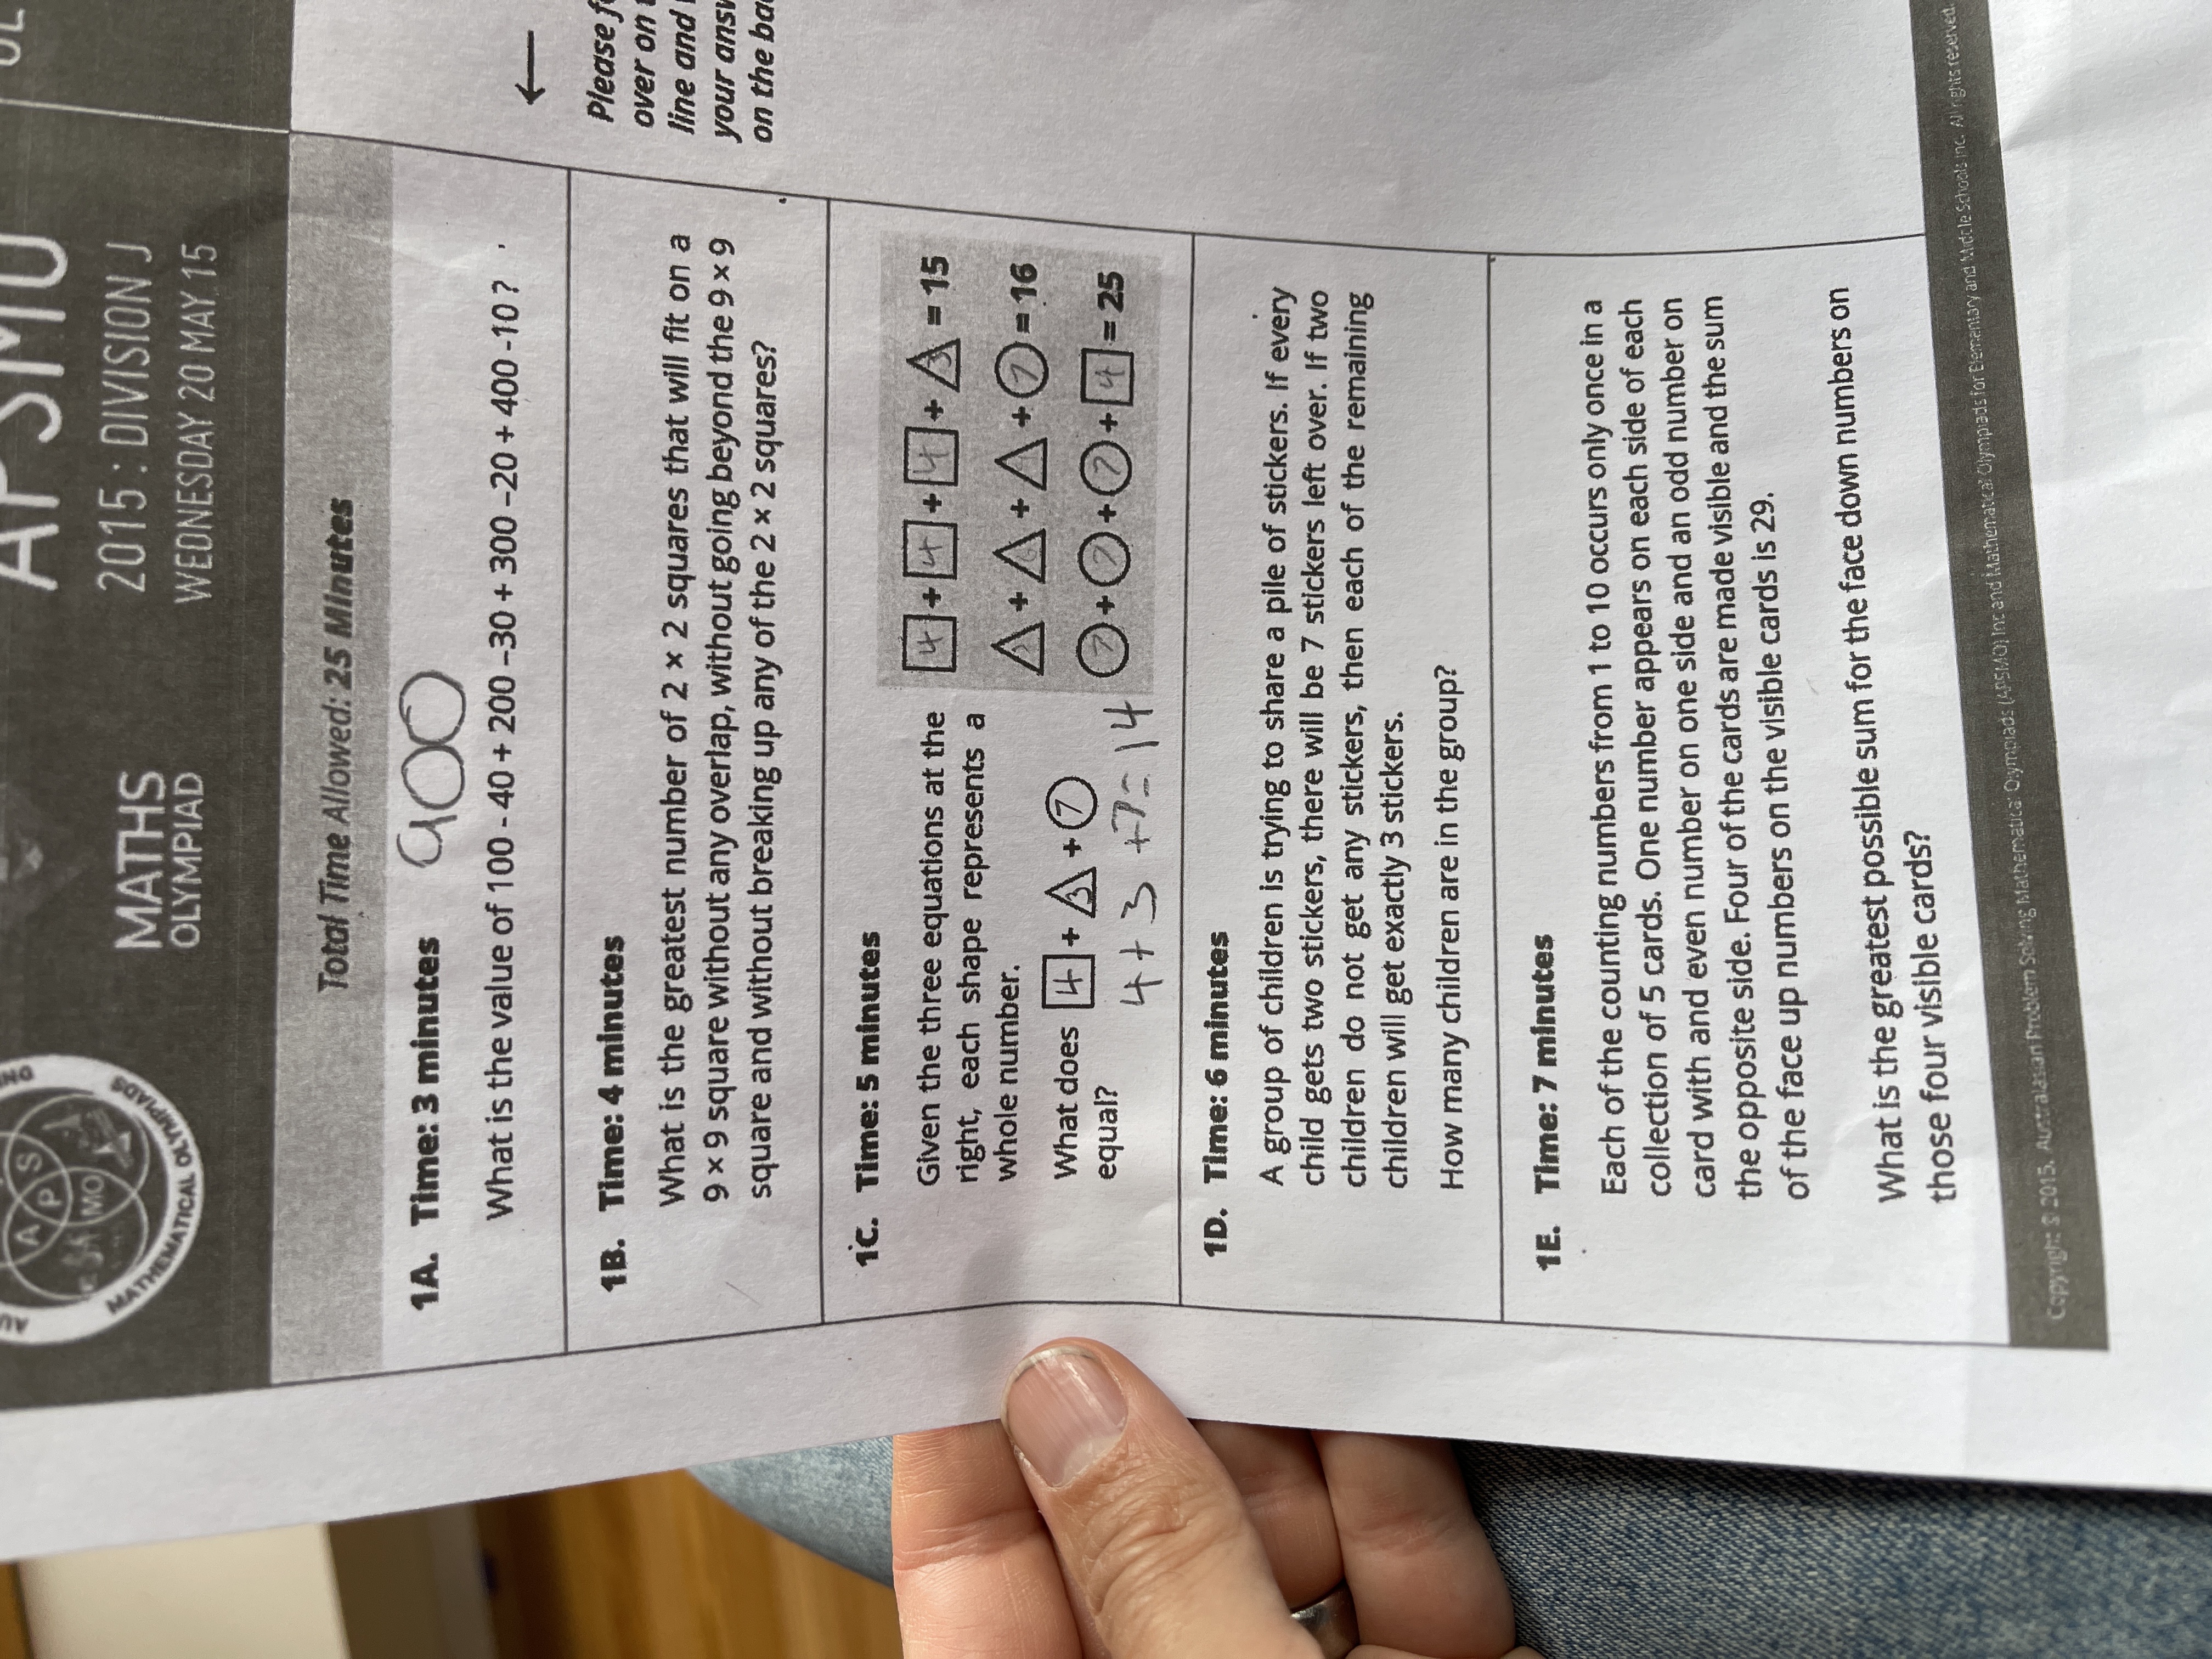 A P S
MO
MATHEMATICAL OLYMPIADS
MATHS
OLYMPIAD
APSMO
2015 : DIVISION J
WEDNESDAY 20 MAY 15
Total Time Allowed: 25 Minutes
1A. Time: 3 minutes 900
What is the value of 100 - 40 + 200 –30 + 300 –20 + 400 -10 ?
←
1B. Time: 4 minutes
What is the greatest number of 2 × 2 squares that will fit on a
9 × 9 square without any overlap, without going beyond the 9 × 9
square and without breaking up any of the 2 × 2 squares?
Please
over on
line and
your
on the
1C. Time: 5 minutes
Given the three equations at the
right, each shape represents a
whole number.
What does 4 + 3 + 7
equal?
4 + 3 + 7 = 14
4 + 4 + 4 + 3 = 15
△ + △ + △ + 7 = 16
7 + 7 + 7 + 4 = 25
1D. Time: 6 minutes
A group of children is trying to share a pile of stickers. If every
child gets two stickers, there will be 7 stickers left over. If two
children do not get any stickers, then each of the remaining
children will get exactly 3 stickers.
How many children are in the group?
1E. Time: 7 minutes
Each of the counting numbers from 1 to 10 occurs only once in a
collection of 5 cards. One number appears on each side of each
card with and even number on one side and an odd number on
the opposite side. Four of the cards are made visible and the sum
of the face up numbers on the visible cards is 29.
What is the greatest possible sum for the face down numbers on
those four visible cards?
Copyright © 2015. Australasian Problem Solving Mathematical Olympiads (APSMO) Inc and Mathematical Olympiads for Elementary and Middle Schools Inc. All rights reserved.